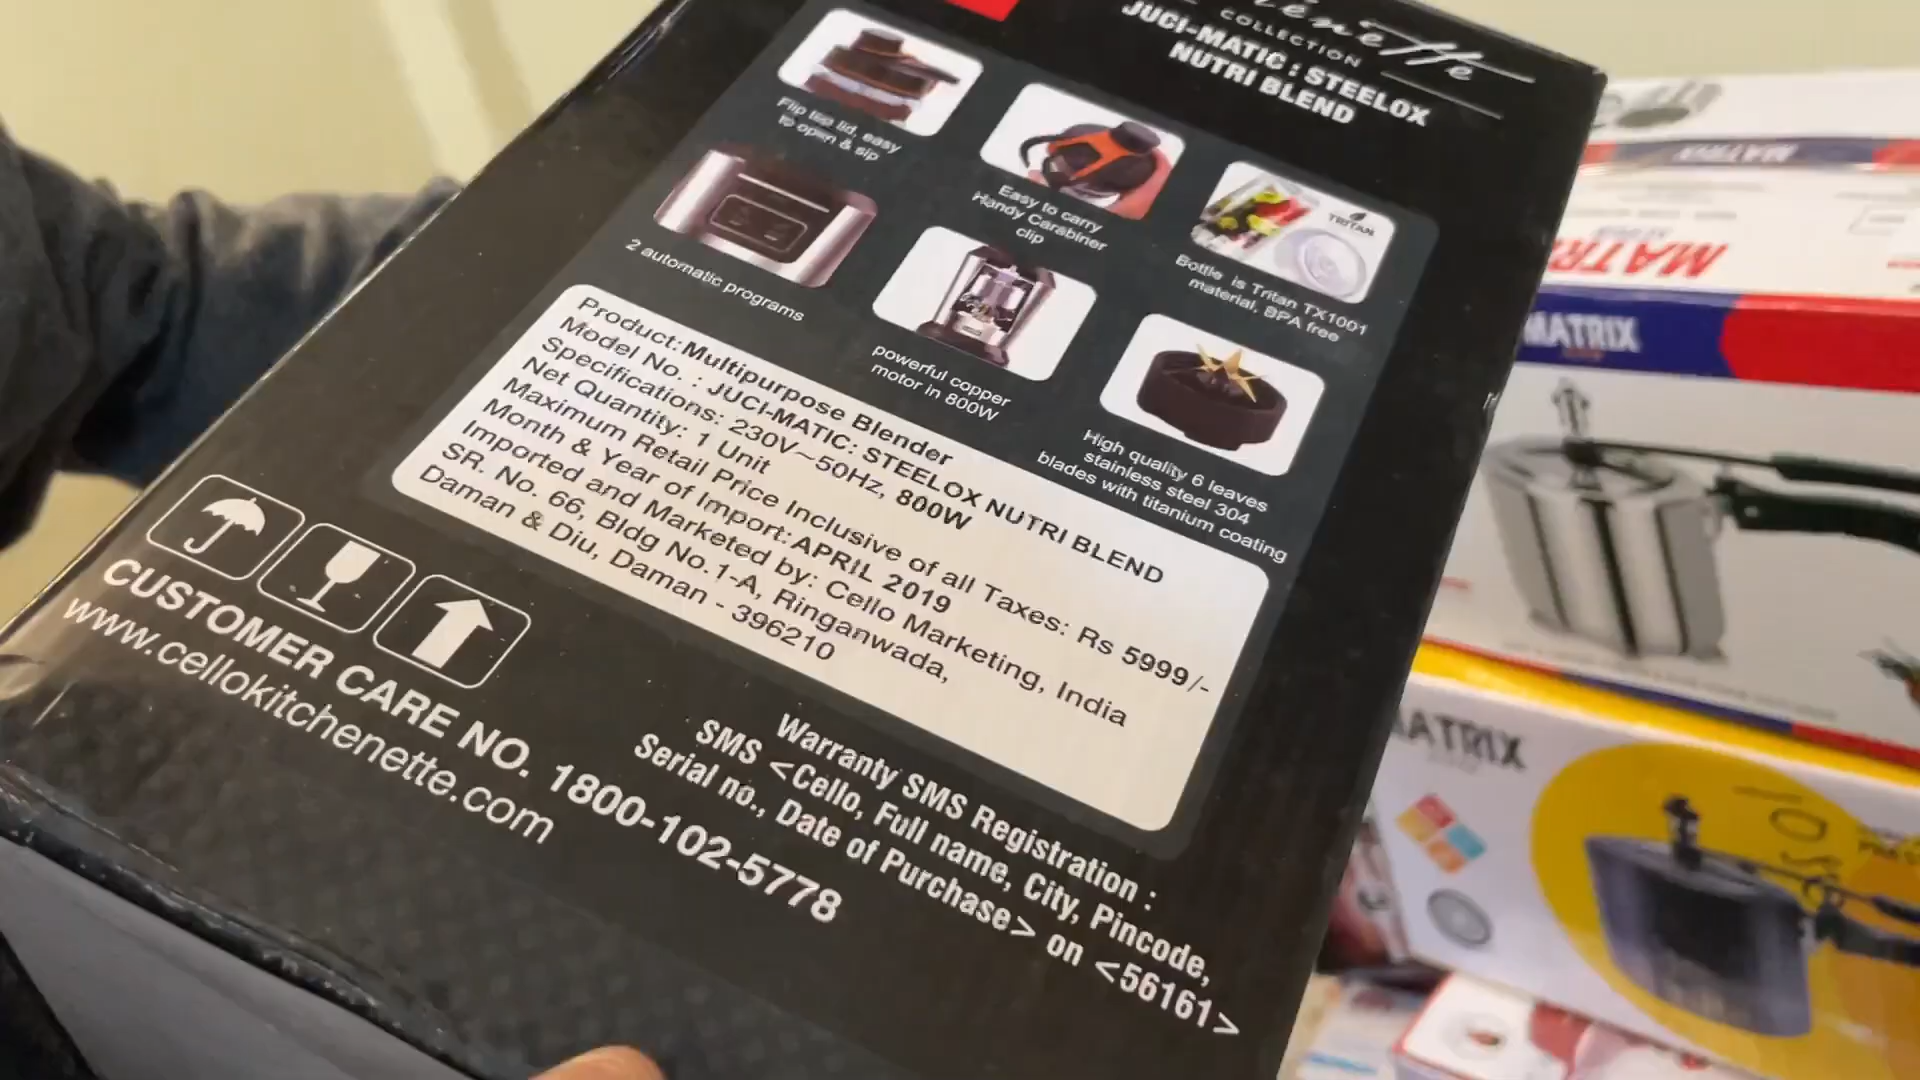 COLLECTION
JUCI-MATIC : STEELOX
NUTRI BLEND
Flip top lid, easy
to open & sip
Easy to carry
Handy Carabiner
clip
TRITAN
Bottle is Tritan TX1001
material, BPA free
2 automatic programs
powerful copper
motor in 800W
High quality 6 leaves
stainless steel 304
blades with titanium coating
Product: Multipurpose Blender
Model No. : JUCI-MATIC: STEELOX NUTRI BLEND
Specifications: 230V~50Hz, 800W
Net Quantity: 1 Unit
Maximum Retail Price Inclusive of all Taxes: Rs 5999/-
Month & Year of Import: APRIL 2019
Imported and Marketed by: Cello Marketing, India
SR. No. 66, Bldg No.1-A, Ringanwada,
Daman & Diu, Daman - 396210
CUSTOMER CARE NO. 1800-102-5778
www.cellokitchenette.com
Warranty SMS Registration :
SMS <Cello, Full name, City, Pincode,
Serial no., Date of Purchase> on <56161>
MATRIX
MATRIX
MATRIX